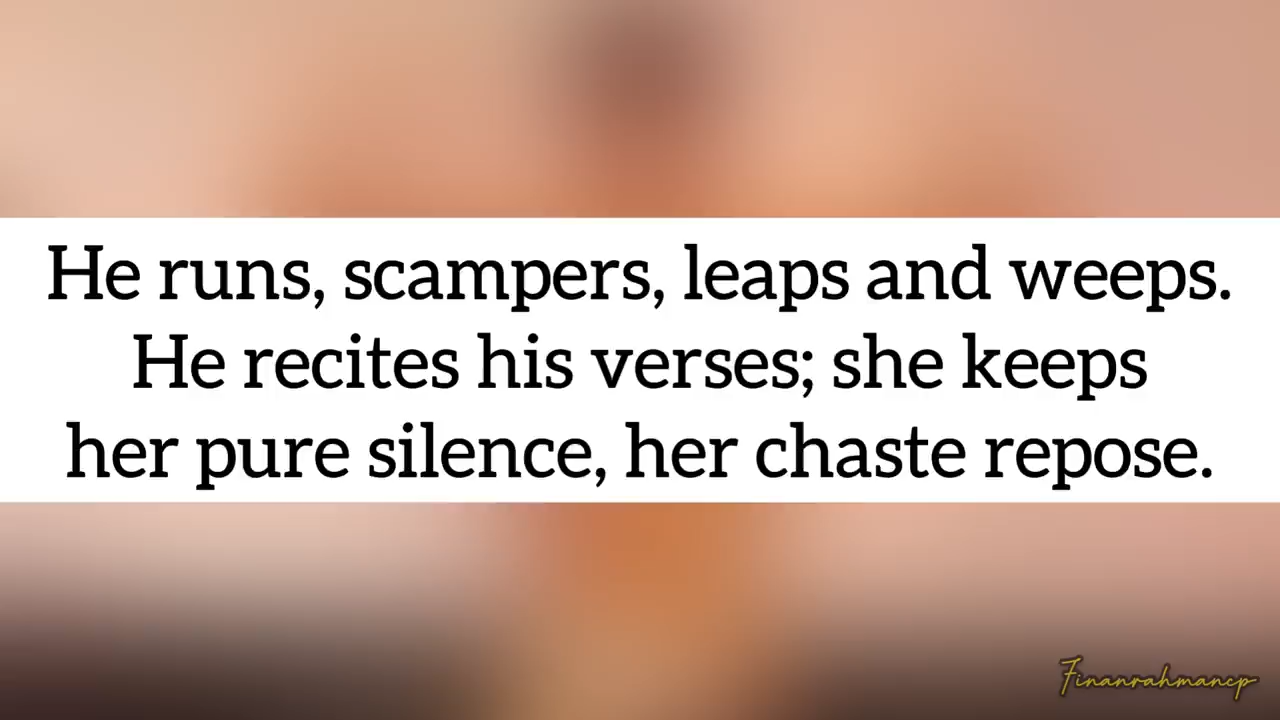 He runs, scampers, leaps and weeps.
He recites his verses; she keeps
her pure silence, her chaste repose.
Finanrahmancp